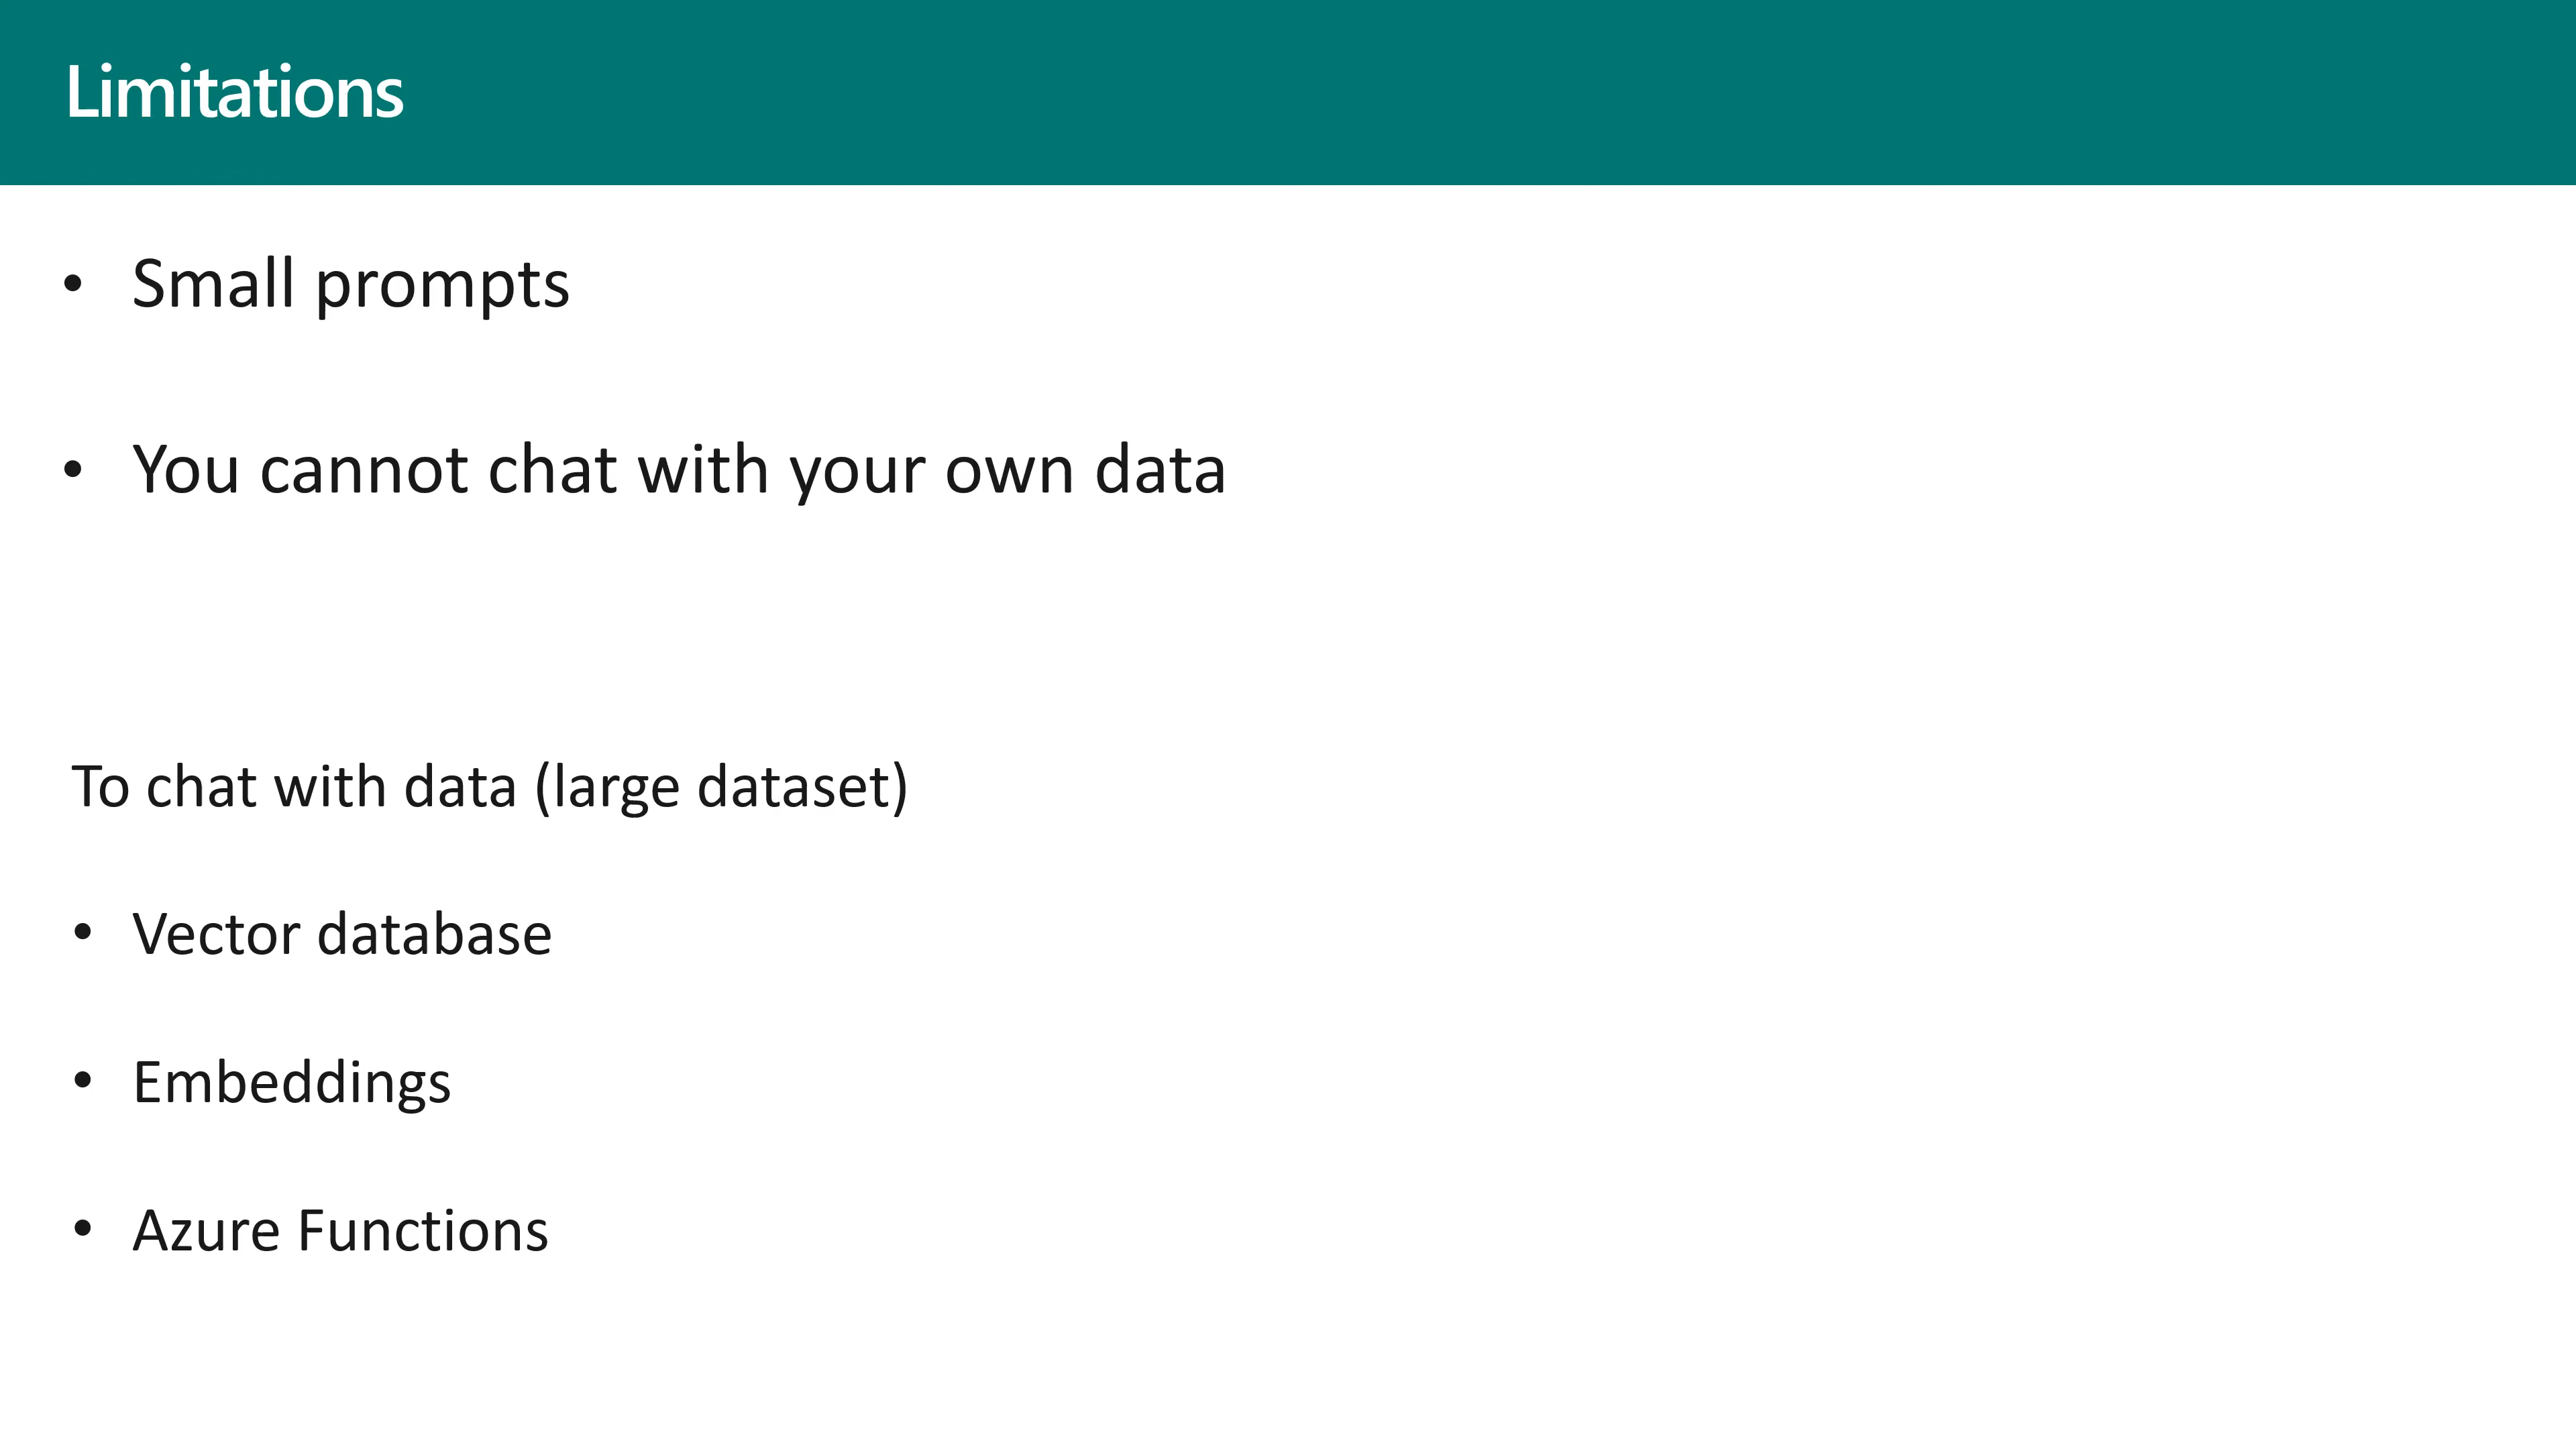 Limitations
• Small prompts
• You cannot chat with your own data
To chat with data (large dataset)
• Vector database
• Embeddings
• Azure Functions